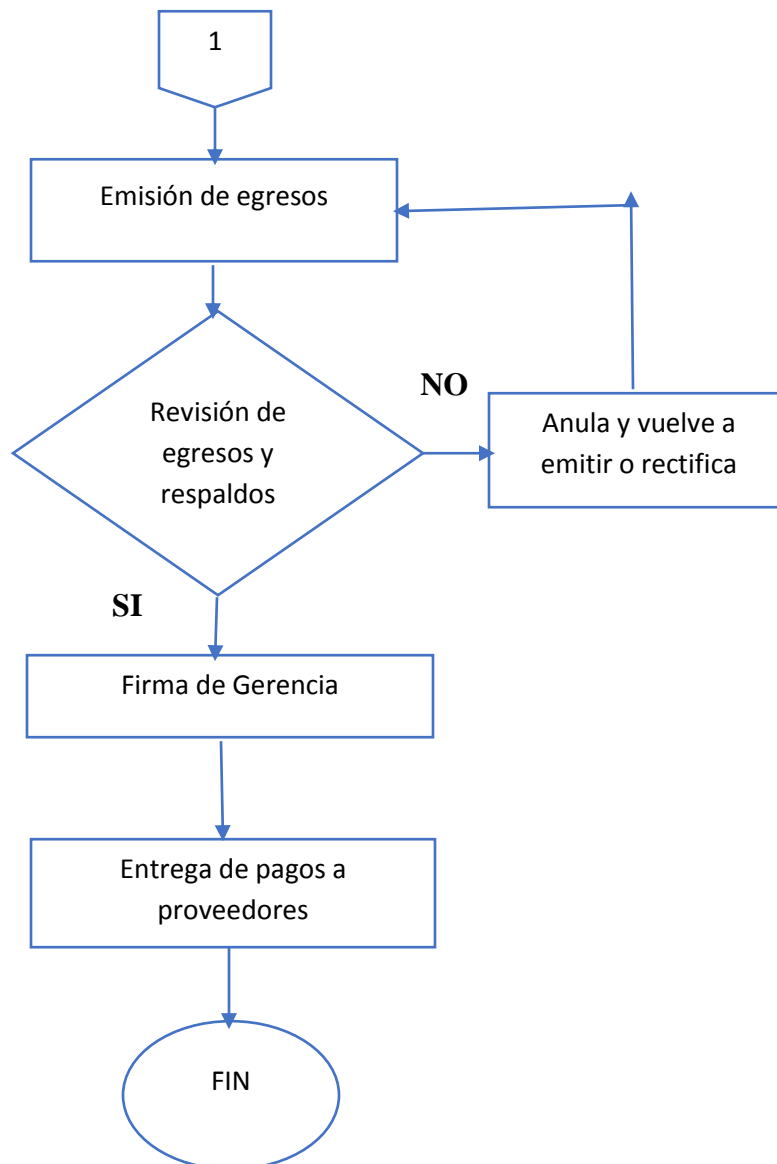 1
Emisión de egresos
Revisión de
egresos y
respaldos
NO
Anula y vuelve a
emitir o rectifica
SI
Firma de Gerencia
Entrega de pagos a
proveedores
FIN